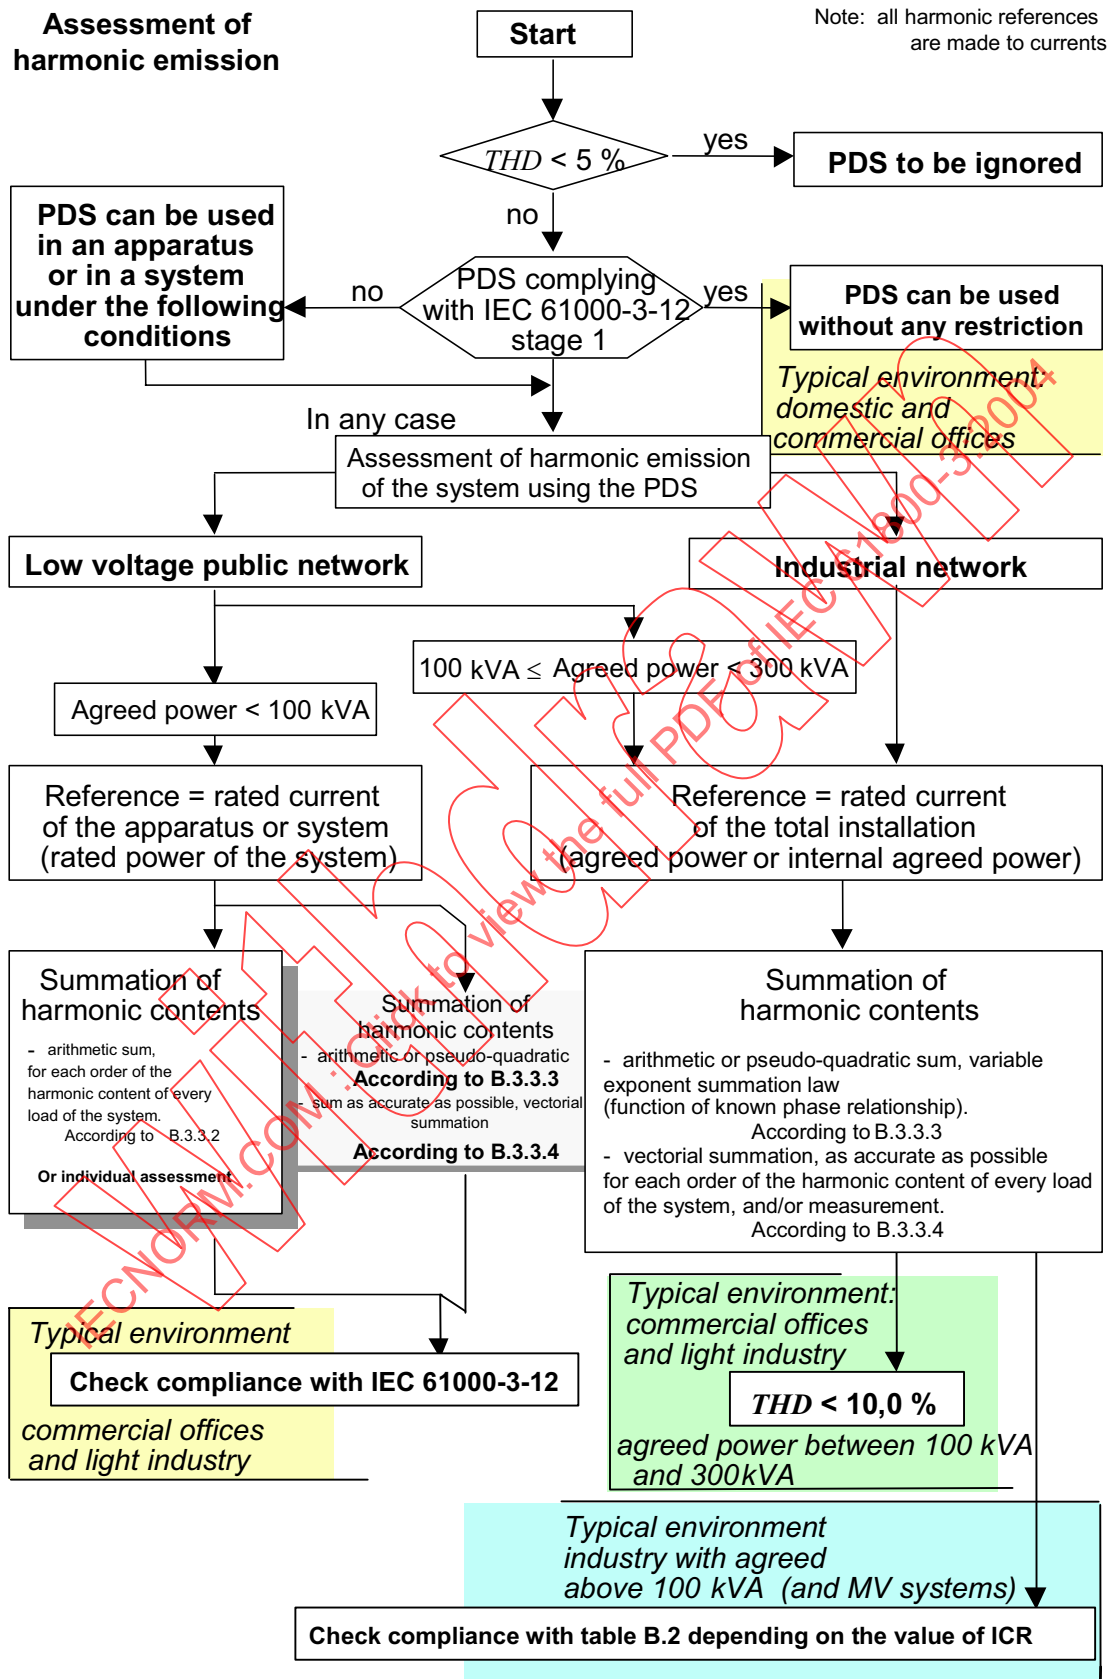 Assessment of
harmonic emission
Start
Note: all harmonic references
are made to currents
THD < 5 %
yes
PDS to be ignored
no
PDS can be used
in an apparatus
or in a system
under the following
conditions
no
PDS complying
with IEC 61000-3-12
stage 1
yes
PDS can be used
without any restriction
Typical environment:
domestic and
commercial offices
In any case
Assessment of harmonic emission
of the system using the PDS
Low voltage public network
Industrial network
100 kVA ≤ Agreed power < 300 kVA
Agreed power < 100 kVA
Reference = rated current
of the apparatus or system
(rated power of the system)
Reference = rated current
of the total installation
(agreed power or internal agreed power)
Summation of
harmonic contents
- arithmetic sum,
for each order of the
harmonic content of every
load of the system.
According to B.3.3.2
Or individual assessment
Summation of
harmonic contents
- arithmetic or pseudo-quadratic
According to B.3.3.3
- sum as accurate as possible, vectorial
summation
According to B.3.3.4
Summation of
harmonic contents
- arithmetic or pseudo-quadratic sum, variable
exponent summation law
(function of known phase relationship).
According to B.3.3.3
- vectorial summation, as accurate as possible
for each order of the harmonic content of every load
of the system, and/or measurement.
According to B.3.3.4
Typical environment
Check compliance with IEC 61000-3-12
commercial offices
and light industry
Typical environment:
commercial offices
and light industry
THD < 10,0 %
agreed power between 100 kVA
and 300kVA
Typical environment
industry with agreed
above 100 kVA (and MV systems)
Check compliance with table B.2 depending on the value of ICR
Withdrawn
IECNORM.COM : Click to view the full PDF of IEC 61800-3:2004